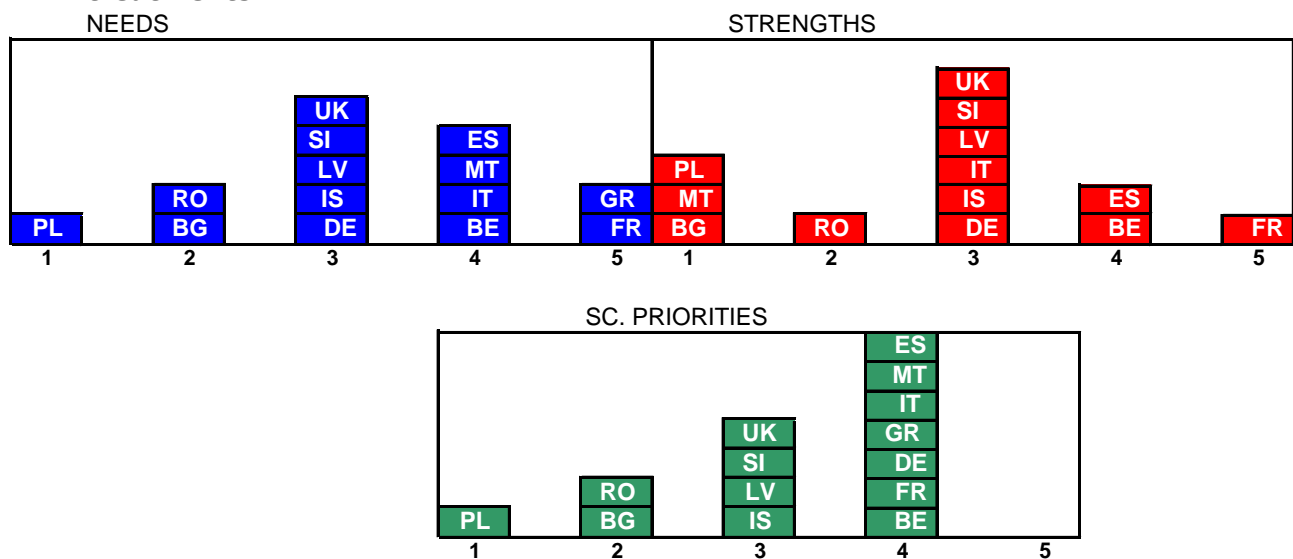 NEEDS STRENGTHS
UK
UK SI
SI ES LV
LV MT PL IT
RO IS IT GR MT IS ES
PL BG DE BE FR BG RO DE BE FR
1 2 3 4 5 1 2 3 4 5
SC. PRIORITIES
ES
MT
IT
UK GR
SI DE
RO LV FR
PL BG IS BE
1 2 3 4 5